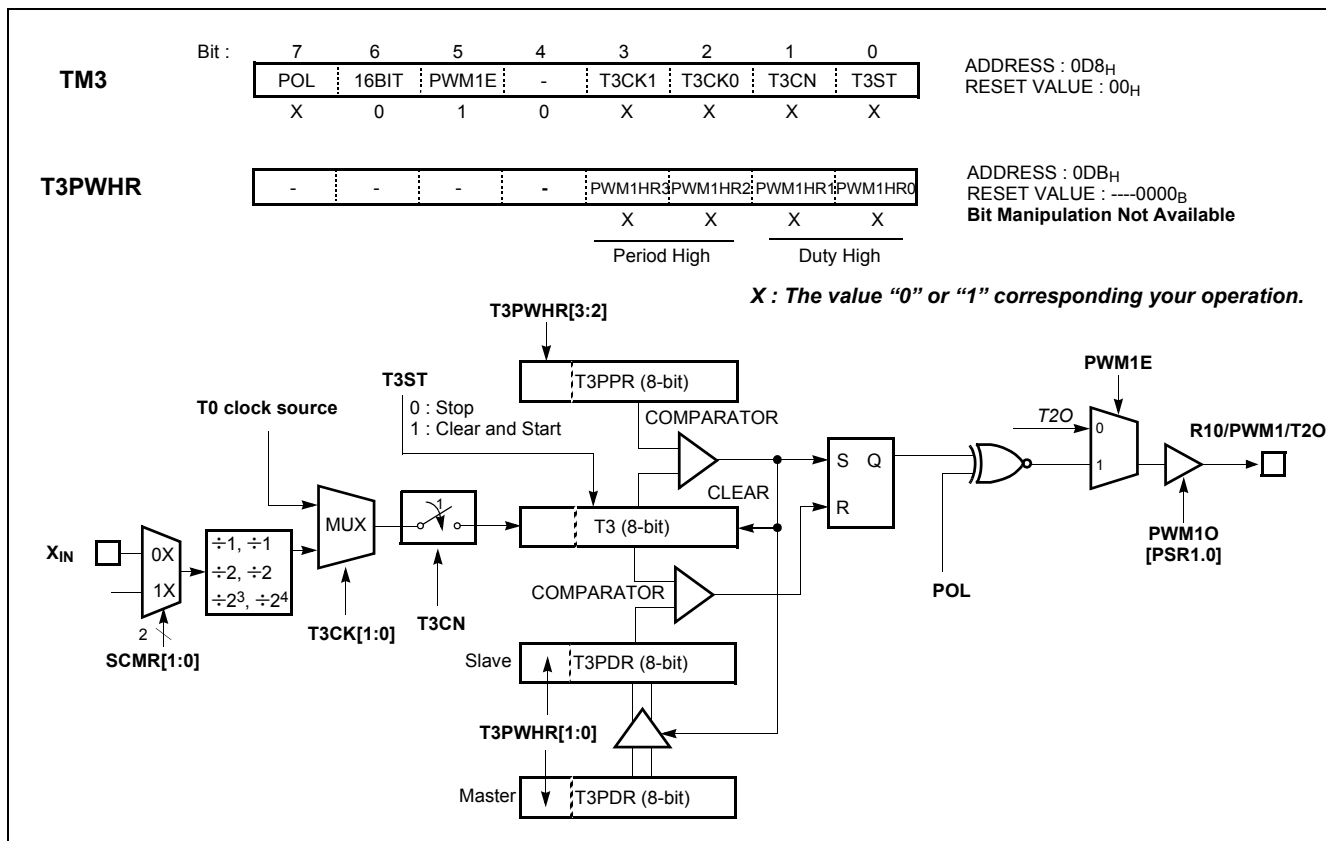 Bit : 7 6 5 4 3 2 1 0
TM3 POL 16BIT PWM1E - T3CK1 T3CK0 T3CN T3ST
ADDRESS : 0D8H
RESET VALUE : 00H
X 0 1 0 X X X X
T3PWHR - - - - PWM1HR3 PWM1HR2 PWM1HR1 PWM1HR0
ADDRESS : 0DBH
RESET VALUE : ----0000B
Bit Manipulation Not Available
X X X X
Period High Duty High
X : The value “0” or “1” corresponding your operation.
T3PWHR[3:2]
T3PPR (8-bit)
PWM1E
T3ST
0 : Stop
1 : Clear and Start
T0 clock source
COMPARATOR
T2O
0
1
R10/PWM1/T2O
S Q
R
CLEAR
MUX
1
T3 (8-bit)
XIN
0X
1X
÷1, ÷1
÷2, ÷2
÷2³, ÷2⁴
PWM1O
[PSR1.0]
POL
COMPARATOR
T3CK[1:0]
T3CN
2
SCMR[1:0]
Slave
T3PDR (8-bit)
T3PWHR[1:0]
Master
T3PDR (8-bit)